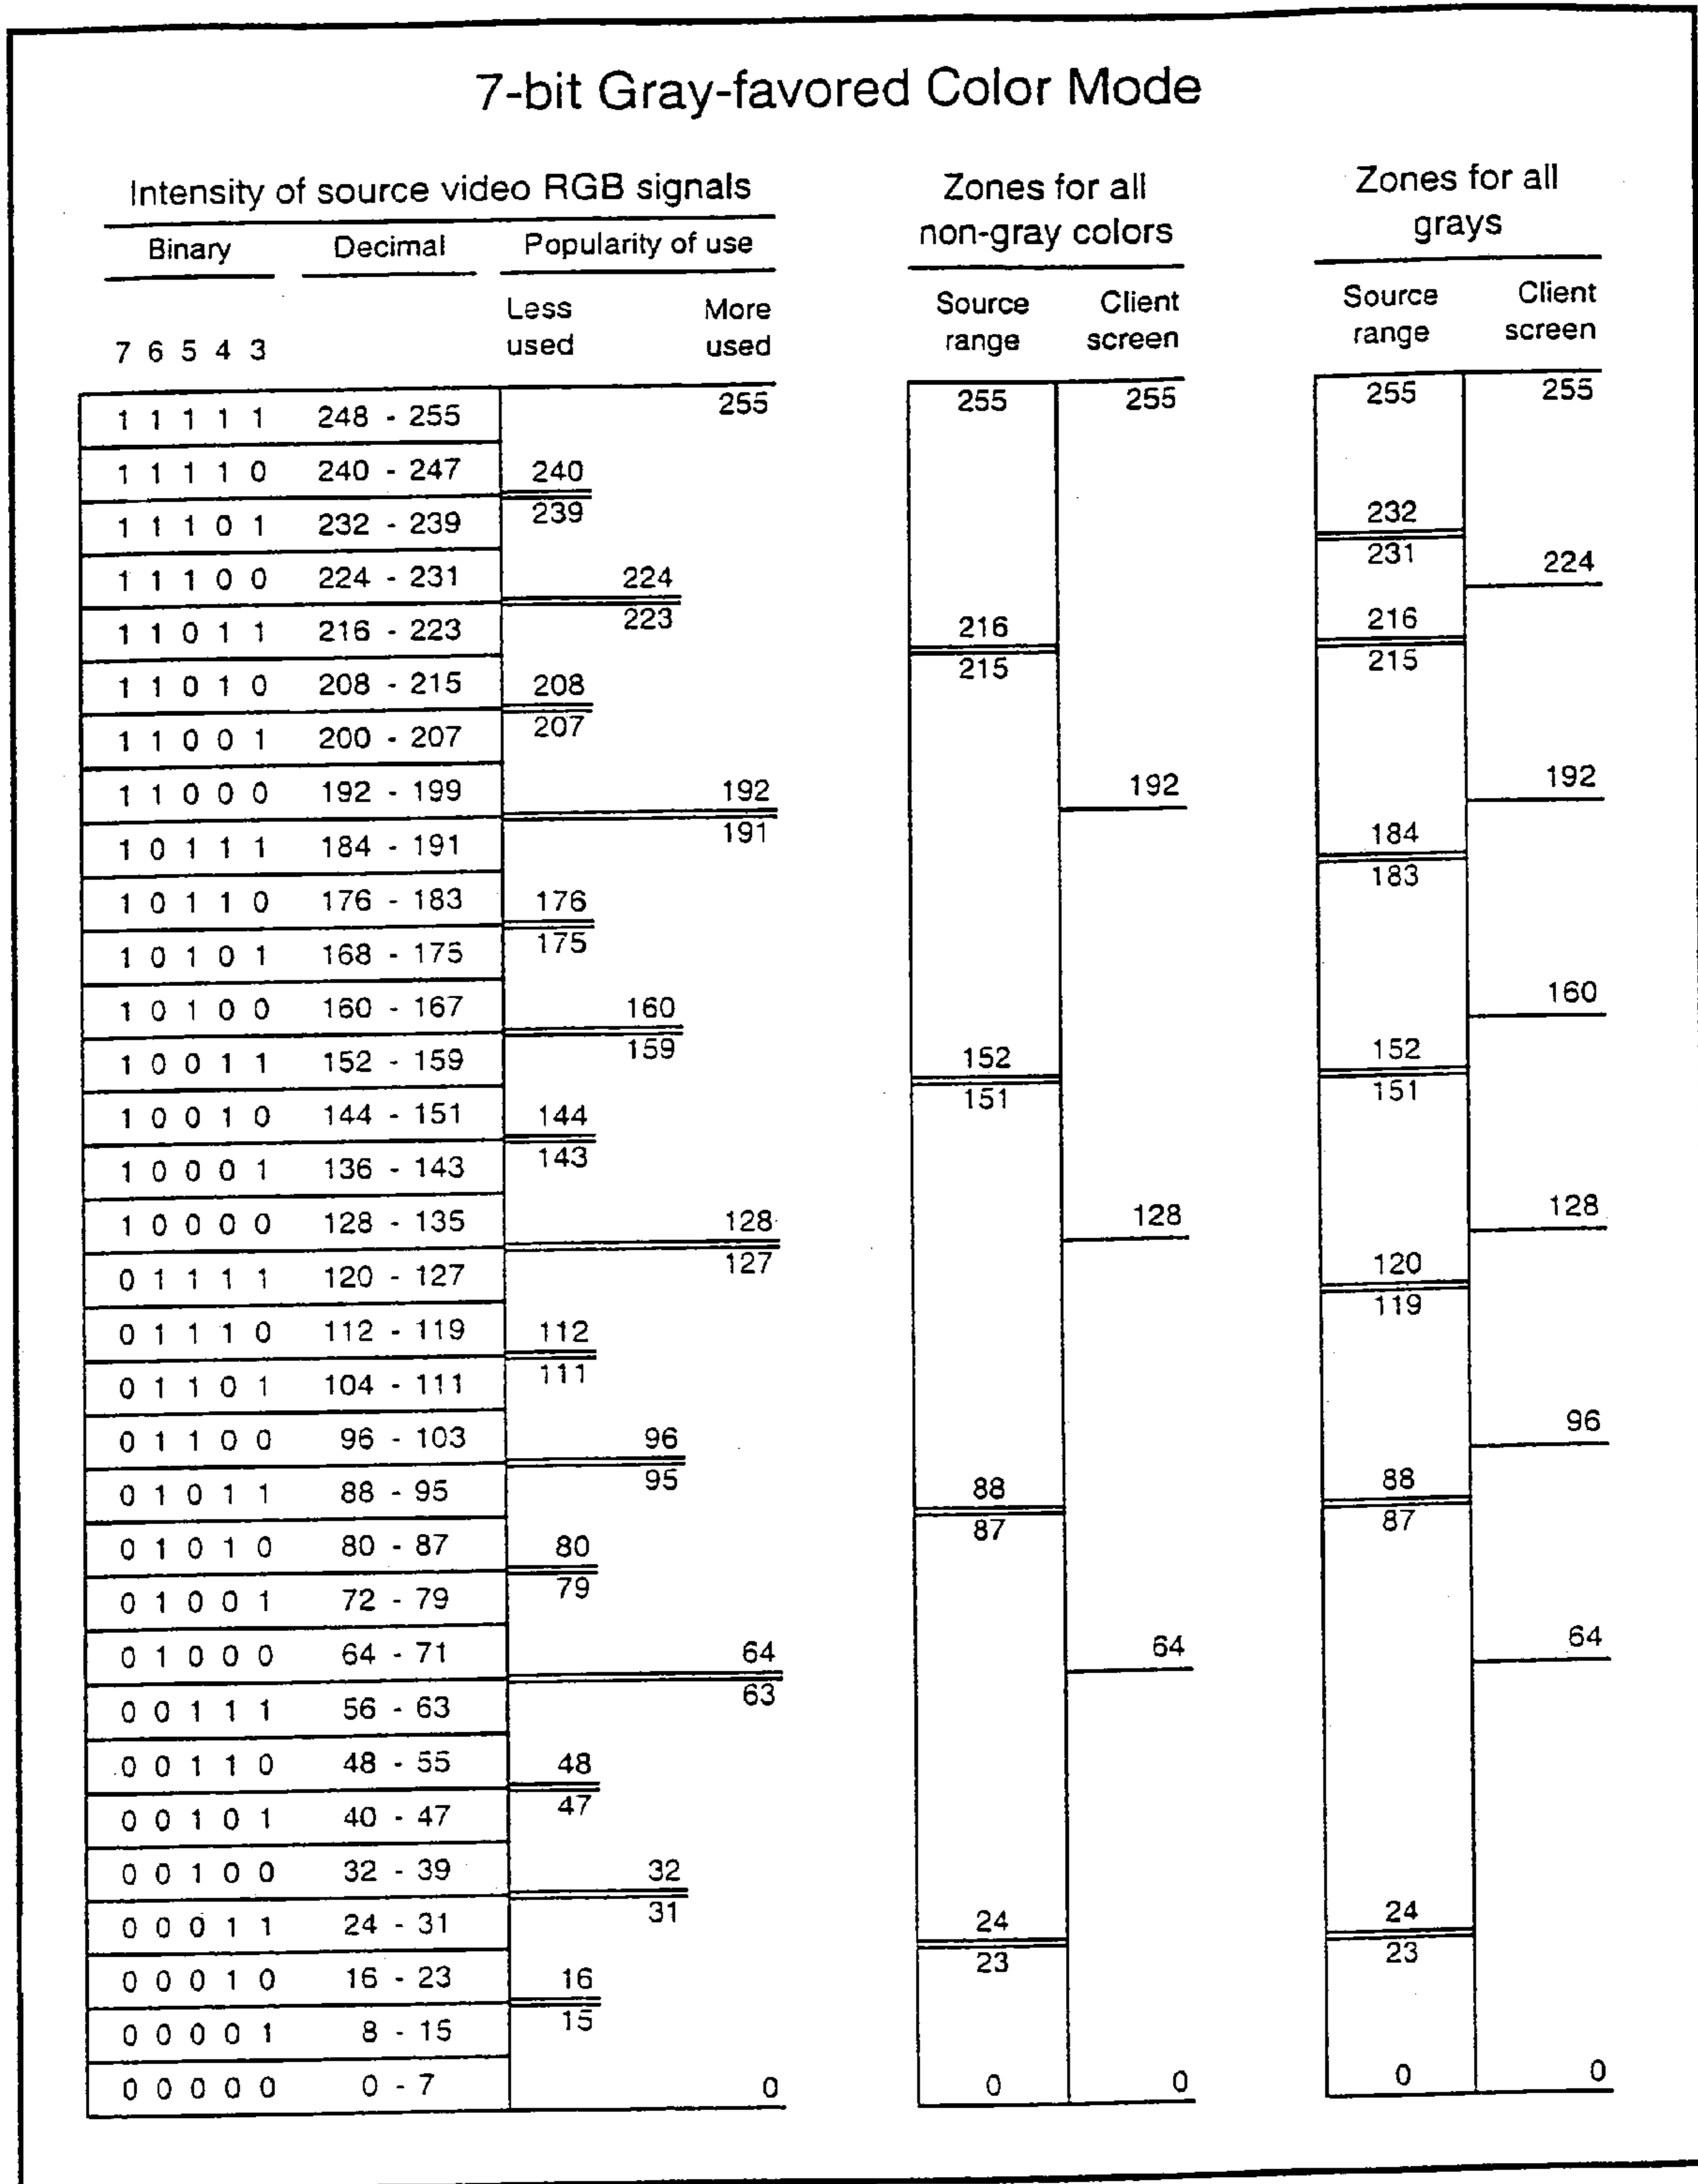 7-bit Gray-favored Color Mode
Intensity of source video RGB signals
Zones for all
non-gray colors
Zones for all
grays
Binary Decimal Popularity of use
7 6 5 4 3
Less
used
More
used
Source
range
Client
screen
Source
range
Client
screen
1 1 1 1 1 248 - 255 255 255 255 255 255
1 1 1 1 0 240 - 247 240
239
1 1 1 0 1 232 - 239 232
231
1 1 1 0 0 224 - 231 224 224
223
1 1 0 1 1 216 - 223 216 216
215 215
1 1 0 1 0 208 - 215 208
207
1 1 0 0 1 200 - 207
1 1 0 0 0 192 - 199 192 192 192
191
1 0 1 1 1 184 - 191 184
183
1 0 1 1 0 176 - 183 176
175
1 0 1 0 1 168 - 175
1 0 1 0 0 160 - 167 160 160
159
1 0 0 1 1 152 - 159 152 152
151 151
1 0 0 1 0 144 - 151 144
143
1 0 0 0 1 136 - 143
1 0 0 0 0 128 - 135 128 128 128
127
0 1 1 1 1 120 - 127 120
119
0 1 1 1 0 112 - 119 112
111
0 1 1 0 1 104 - 111
0 1 1 0 0 96 - 103 96 96
95
0 1 0 1 1 88 - 95 88 88
87 87
0 1 0 1 0 80 - 87 80
79
0 1 0 0 1 72 - 79
0 1 0 0 0 64 - 71 64 64 64
63
0 0 1 1 1 56 - 63
0 0 1 1 0 48 - 55 48
47
0 0 1 0 1 40 - 47
0 0 1 0 0 32 - 39 32
31
0 0 0 1 1 24 - 31 24 24
23 23
0 0 0 1 0 16 - 23 16
15
0 0 0 0 1 8 - 15
0 0 0 0 0 0 - 7 0 0 0 0 0